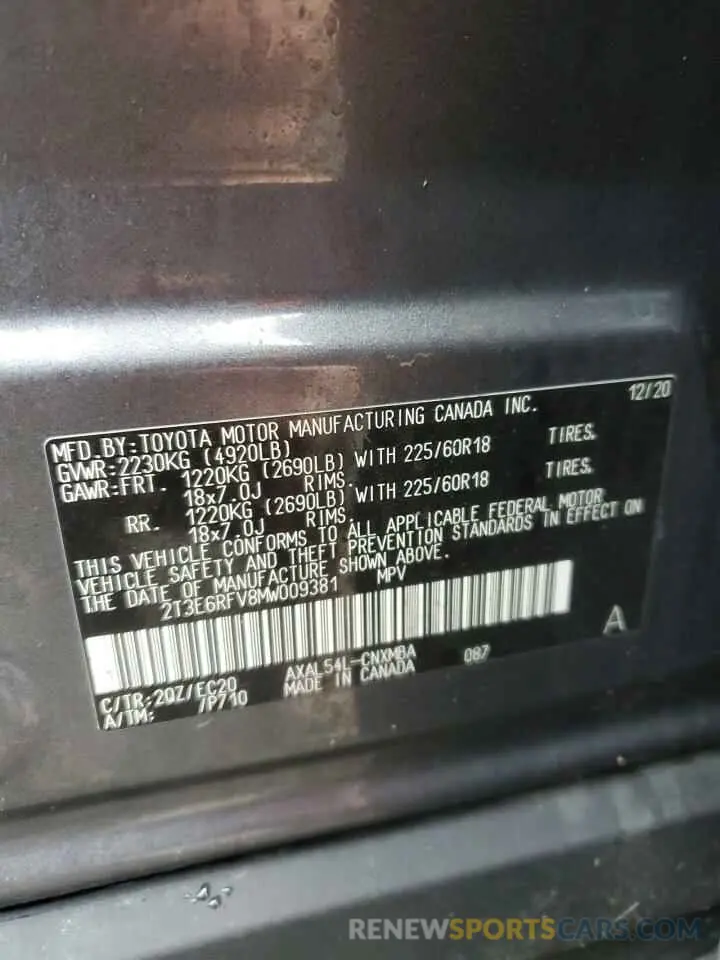 MFD.BY:TOYOTA MOTOR MANUFACTURING CANADA INC. 12/20
GVWR:2230KG (4920LB)
GAWR:FRT. 1220KG (2690LB) WITH 225/60R18 TIRES.
18x7.0J RIMS.
RR. 1220KG (2690LB) WITH 225/60R18 TIRES.
18x7.0J RIMS.
THIS VEHICLE CONFORMS TO ALL APPLICABLE FEDERAL MOTOR
VEHICLE SAFETY AND THEFT PREVENTION STANDARDS IN EFFECT ON
THE DATE OF MANUFACTURE SHOWN ABOVE.
2T3E6RFV8MW009381 MPV
A
C/TR:2QZ/EC20 AXAL54L-CNXMBA 087
A/TM: /P710 MADE IN CANADA
RENEWSPORTSCARS.COM